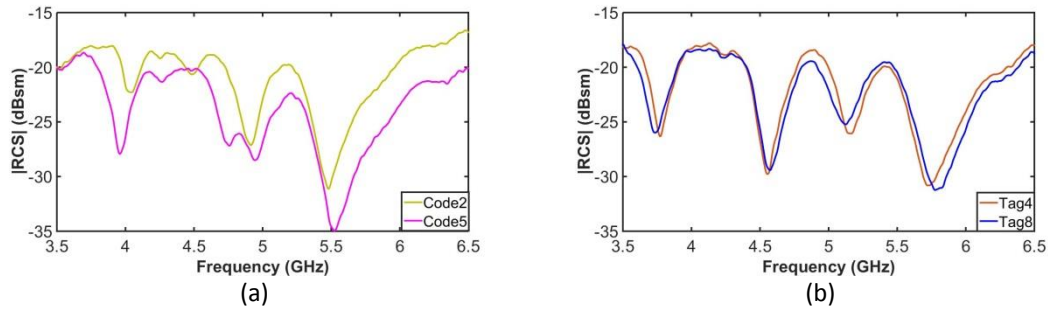 -15
-20
-25
-30
-35
|RCS| (dBsm)
3.5 4 4.5 5 5.5 6 6.5
Frequency (GHz)
Code2
Code5
(a)
-15
-20
-25
-30
-35
|RCS| (dBsm)
3.5 4 4.5 5 5.5 6 6.5
Frequency (GHz)
Tag4
Tag8
(b)